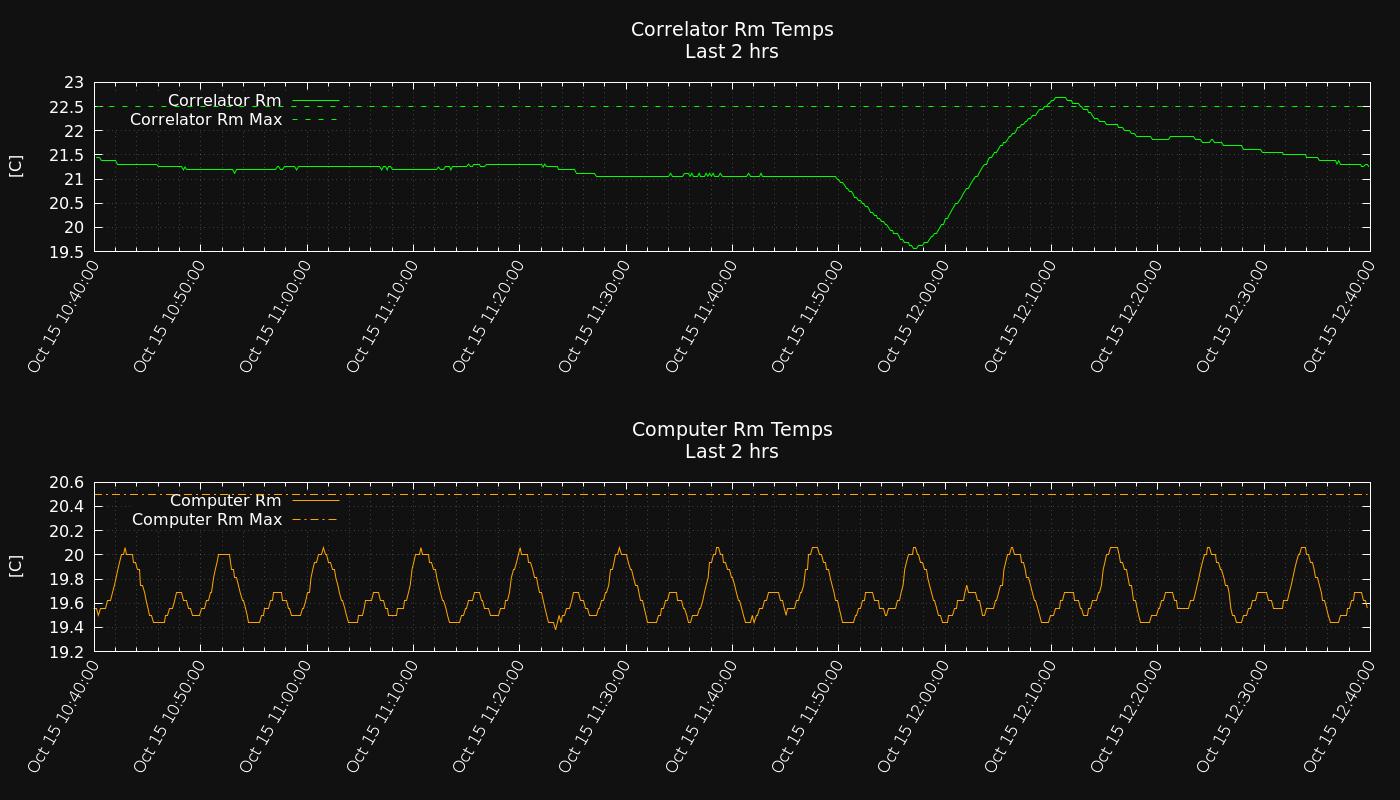 Correlator Rm Temps
Last 2 hrs
[C]
23
22.5
22
21.5
21
20.5
20
19.5
Correlator Rm
Correlator Rm Max
Oct 15 10:40:00
Oct 15 10:50:00
Oct 15 11:00:00
Oct 15 11:10:00
Oct 15 11:20:00
Oct 15 11:30:00
Oct 15 11:40:00
Oct 15 11:50:00
Oct 15 12:00:00
Oct 15 12:10:00
Oct 15 12:20:00
Oct 15 12:30:00
Oct 15 12:40:00
Computer Rm Temps
Last 2 hrs
[C]
20.6
20.4
20.2
20
19.8
19.6
19.4
19.2
Computer Rm
Computer Rm Max
Oct 15 10:40:00
Oct 15 10:50:00
Oct 15 11:00:00
Oct 15 11:10:00
Oct 15 11:20:00
Oct 15 11:30:00
Oct 15 11:40:00
Oct 15 11:50:00
Oct 15 12:00:00
Oct 15 12:10:00
Oct 15 12:20:00
Oct 15 12:30:00
Oct 15 12:40:00